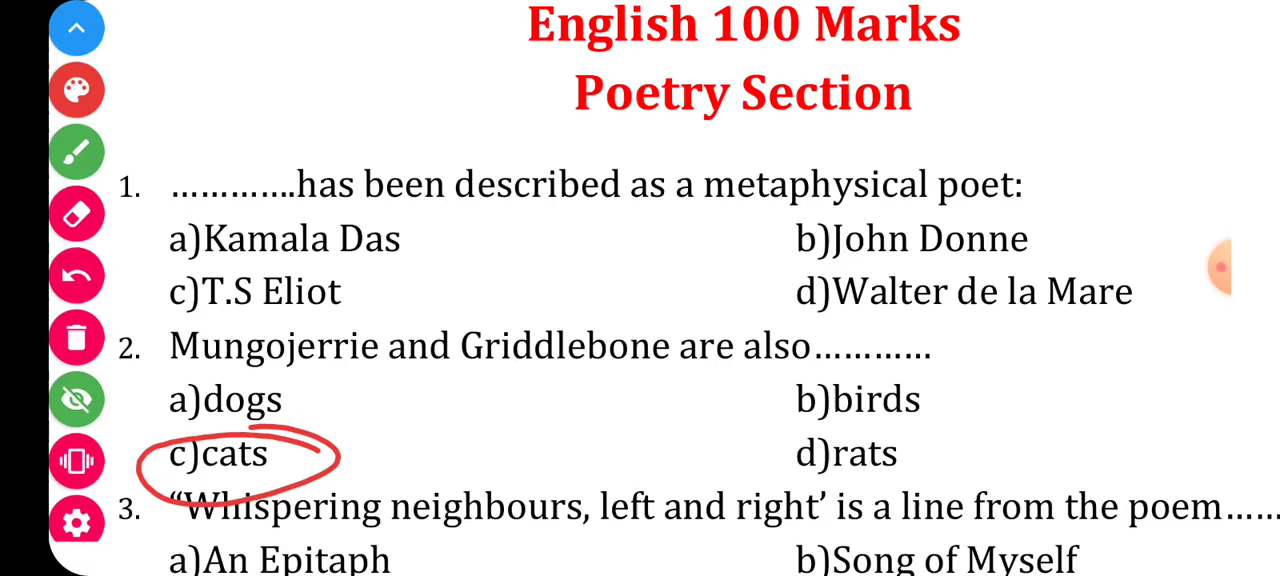 English 100 Marks
Poetry Section
1. ………….has been described as a metaphysical poet:
a)Kamala Das b)John Donne
c)T.S Eliot d)Walter de la Mare
2. Mungojerrie and Griddlebone are also…………
a)dogs b)birds
c)cats d)rats
3. “Whispering neighbours, left and right’ is a line from the poem……
a)An Epitaph b)Song of Myself